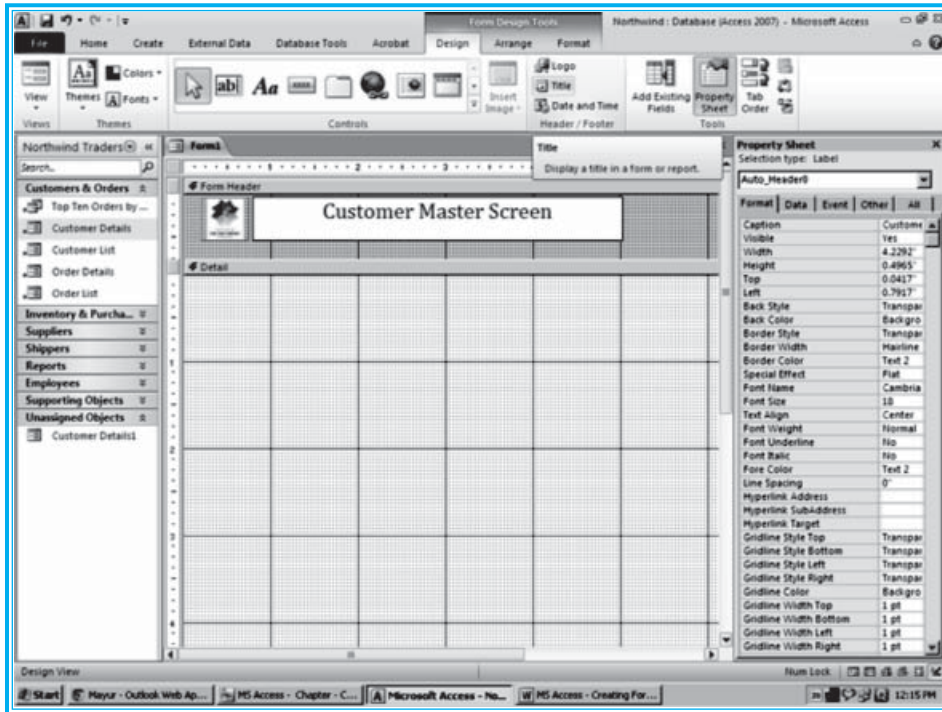 Form Design Tools
Northwind : Database (Access 2007) - Microsoft Access
File Home Create External Data Database Tools Acrobat Design Arrange Format
View
Views
Themes
Colors
Fonts
Themes
Aa
ab|
Controls
Insert Image
Logo
Title
Date and Time
Header / Footer
Add Existing Fields
Property Sheet
Tab Order
Tools
Northwind Traders
Search...
Customers & Orders
Top Ten Orders by ...
Customer Details
Customer List
Order Details
Order List
Inventory & Purcha...
Suppliers
Shippers
Reports
Employees
Supporting Objects
Unassigned Objects
Customer Details1
Form1
Title
Display a title in a form or report.
Form Header
Customer Master Screen
Detail
Property Sheet
Selection type: Label
Auto_Header0
Format Data Event Other All
Caption Custome
Visible Yes
Width 4.2292"
Height 0.4965"
Top 0.0417"
Left 0.7917"
Back Style Transpar
Back Color Backgro
Border Style Transpar
Border Width Hairline
Border Color Text 2
Special Effect Flat
Font Name Cambria
Font Size 18
Text Align Center
Font Weight Normal
Font Underline No
Font Italic No
Fore Color Text 2
Line Spacing 0"
Hyperlink Address
Hyperlink SubAddress
Hyperlink Target
Gridline Style Top Transpar
Gridline Style Bottom Transpar
Gridline Style Left Transpar
Gridline Style Right Transpar
Gridline Color Backgro
Gridline Width Top 1 pt
Gridline Width Bottom 1 pt
Gridline Width Left 1 pt
Gridline Width Right 1 pt
Design View
Num Lock
Start Mayur - Outlook Web Ap... MS Access - Chapter - C... Microsoft Access - No... MS Access - Creating For... 12:15 PM